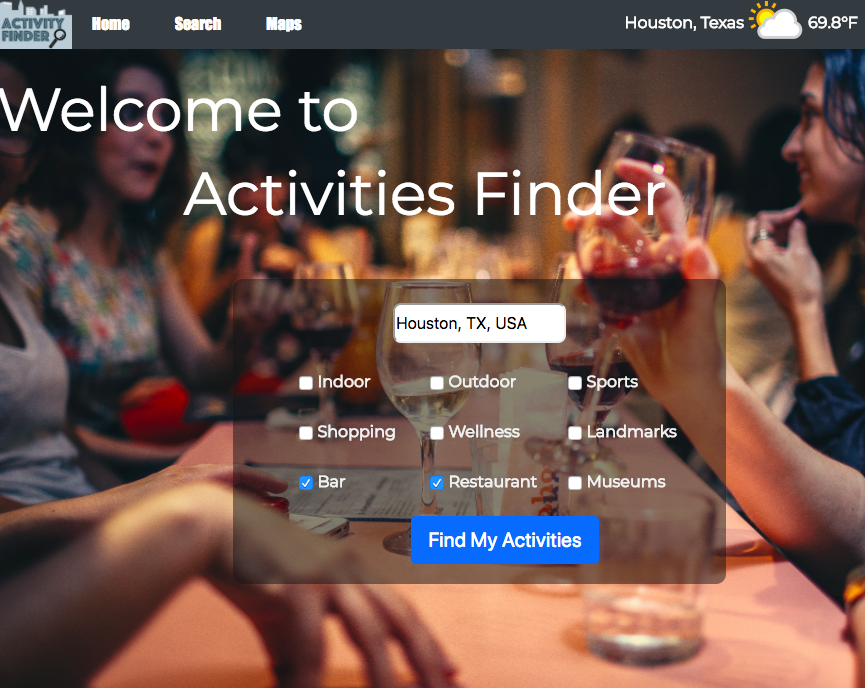 ACTIVITY
FINDER
Home Search Maps Houston, Texas 69.8°F
Welcome to
Activities Finder
Houston, TX, USA
Indoor Outdoor Sports
Shopping Wellness Landmarks
Bar Restaurant Museums
Find My Activities